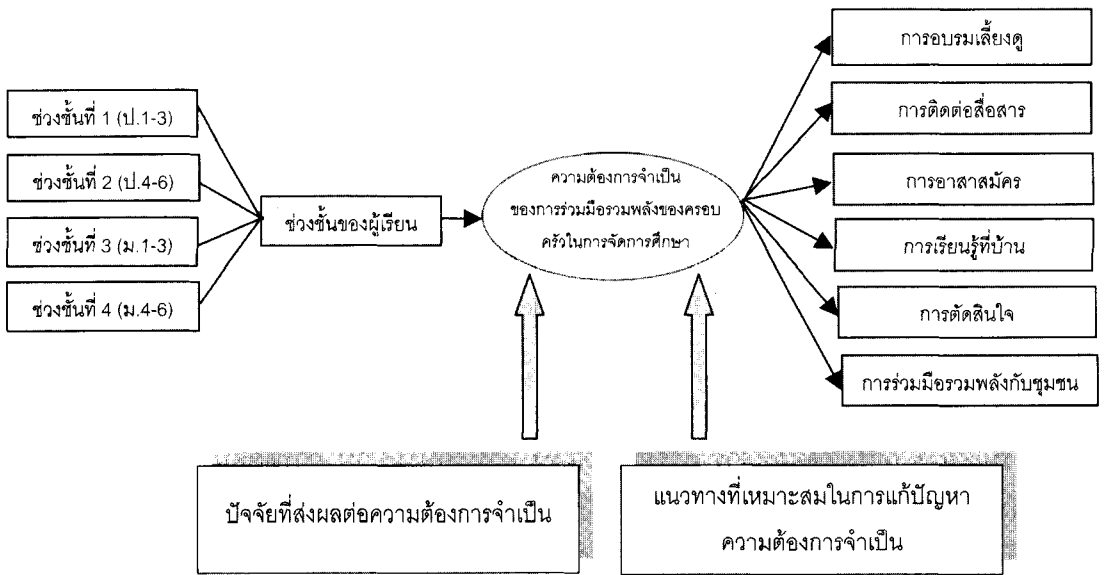 ช่วงชั้นที่ 1 (ป.1-3)
ช่วงชั้นที่ 2 (ป.4-6)
ช่วงชั้นที่ 3 (ม.1-3)
ช่วงชั้นที่ 4 (ม.4-6)
ช่วงชั้นของผู้เรียน
ความต้องการจำเป็น
ของการร่วมมือรวมพลังของครอบ
ครัวในการจัดการศึกษา
การอบรมเลี้ยงดู
การติดต่อสื่อสาร
การอาสาสมัคร
การเรียนรู้ที่บ้าน
การตัดสินใจ
การร่วมมือรวมพลังกับชุมชน
ปัจจัยที่ส่งผลต่อความต้องการจำเป็น
แนวทางที่เหมาะสมในการแก้ปัญหา
ความต้องการจำเป็น